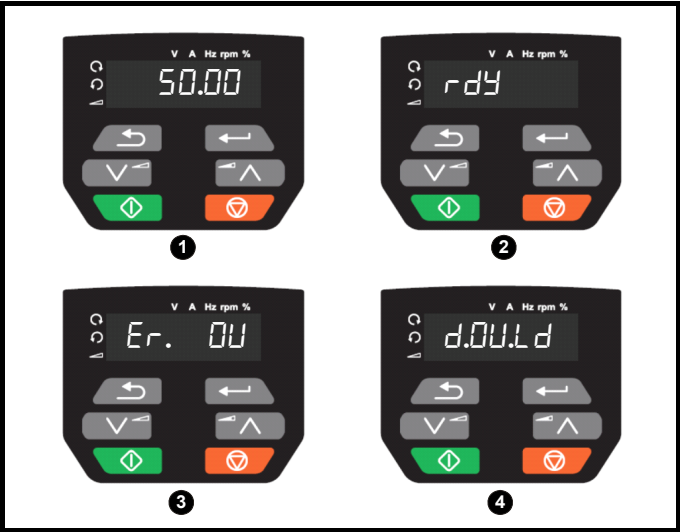 V A Hz rpm %
50.00
1
V A Hz rpm %
rdy
2
V A Hz rpm %
Er. OU
3
V A Hz rpm %
d.OU.Ld
4